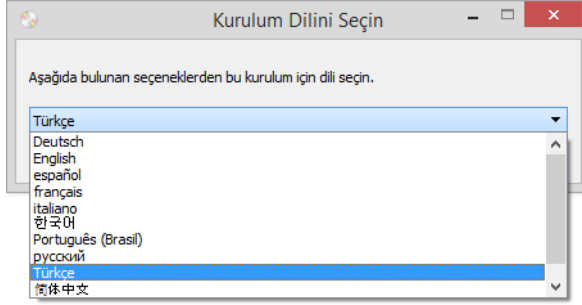 Kurulum Dilini Seçin
Aşağıda bulunan seçeneklerden bu kurulum için dili seçin.
Türkçe
Deutsch
English
español
français
italiano
한국어
Português (Brasil)
русский
Türkçe
简体中文